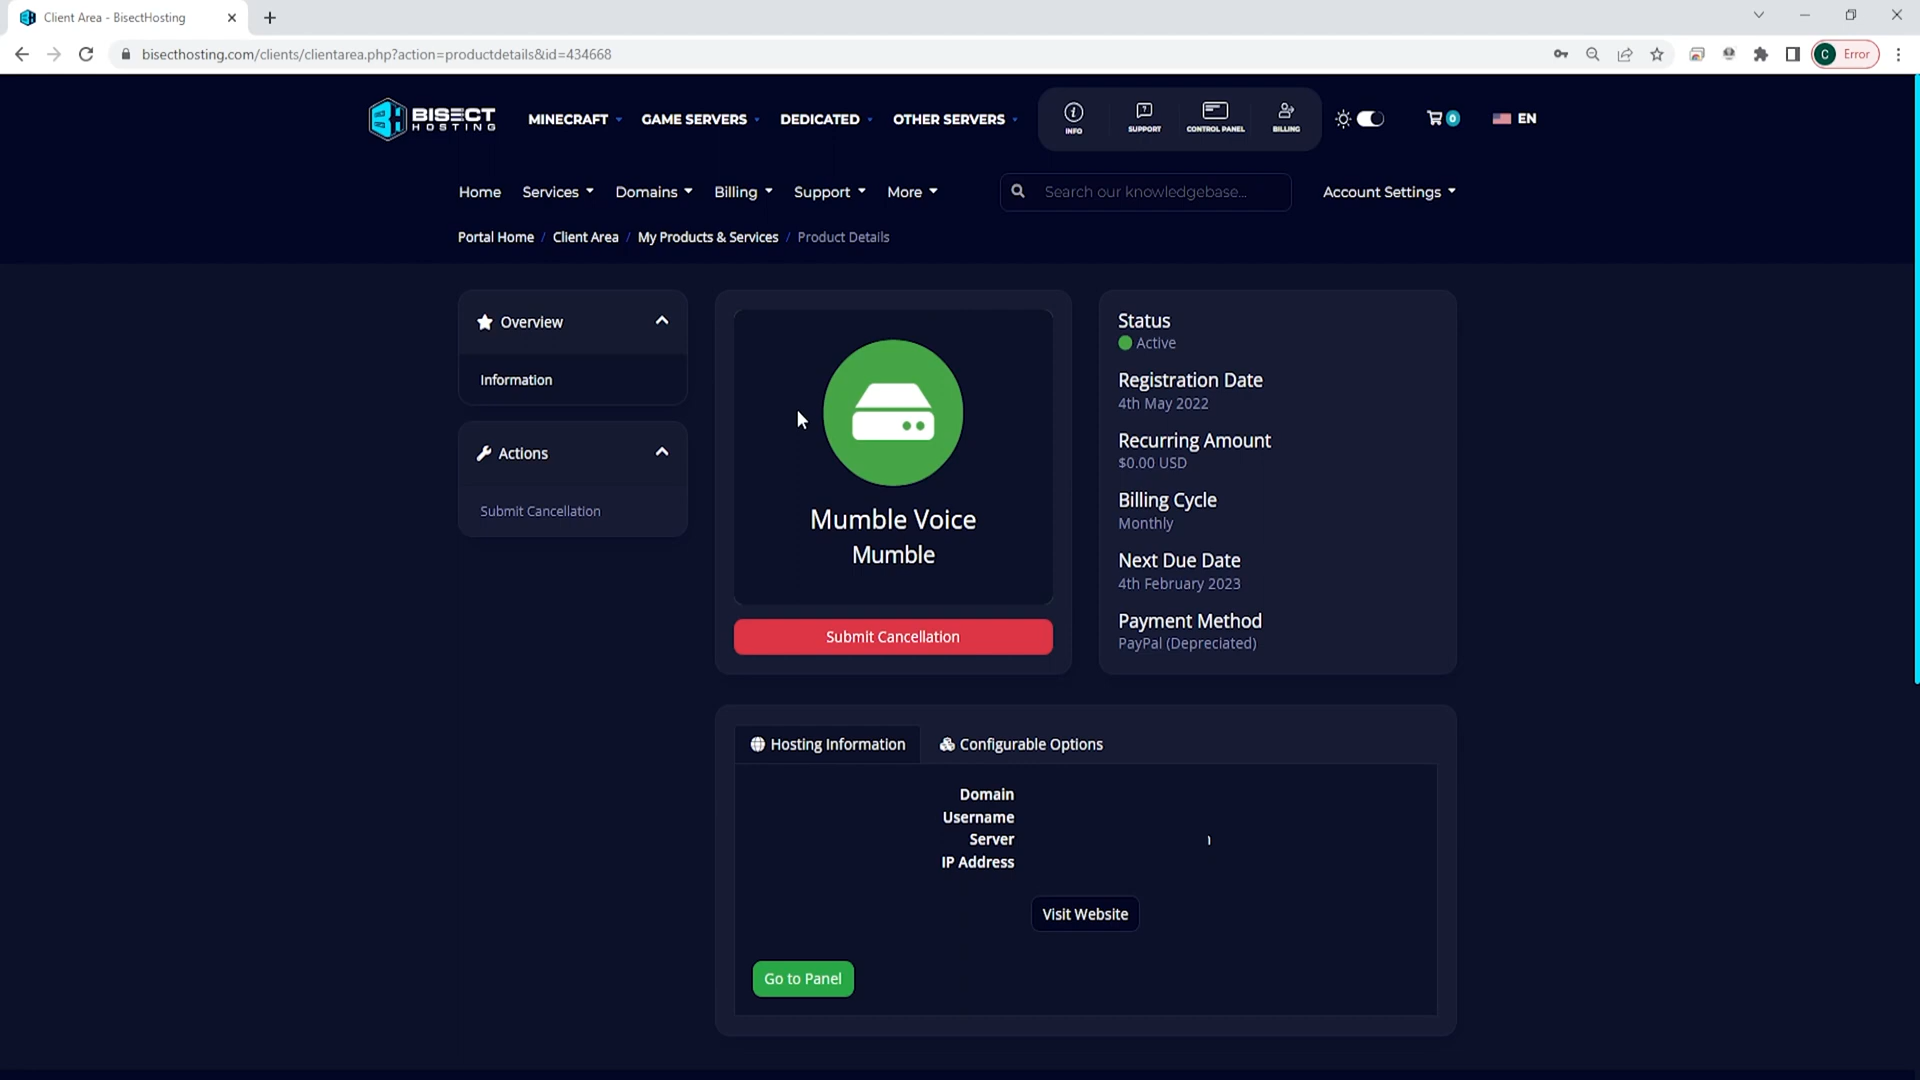 Client Area - BisectHosting
bisecthosting.com/clients/clientarea.php?action=productdetails&id=434668
C Error
BISECT
HOSTING
MINECRAFT GAME SERVERS DEDICATED OTHER SERVERS
INFO SUPPORT CONTROL PANEL BILLING
0
EN
Home Services Domains Billing Support More
Search our knowledgebase...
Account Settings
Portal Home / Client Area / My Products & Services / Product Details
Overview
Information
Actions
Submit Cancellation
Mumble Voice
Mumble
Submit Cancellation
Status
Active
Registration Date
4th May 2022
Recurring Amount
$0.00 USD
Billing Cycle
Monthly
Next Due Date
4th February 2023
Payment Method
PayPal (Depreciated)
Hosting Information Configurable Options
Domain
Username
Server
IP Address
Visit Website
Go to Panel